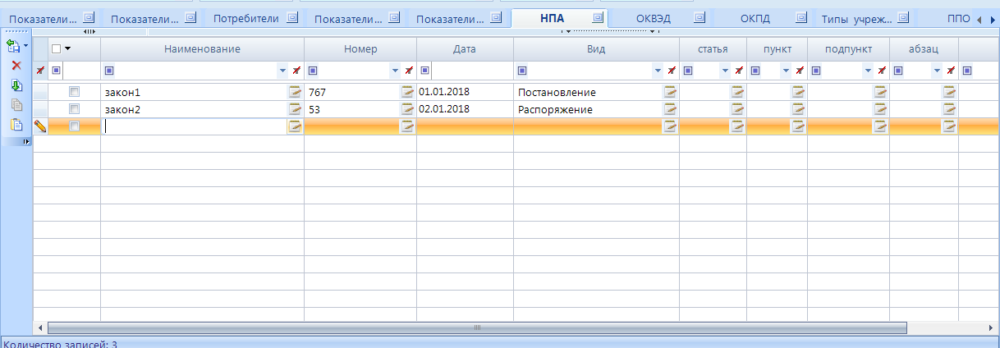 Показатели... Показатели... Потребители Показатели... Показатели... НПА ОКВЭД ОКПД Типы учреж... ППО
Наименование Номер Дата Вид статья пункт подпункт абзац
закон1 767 01.01.2018 Постановление
закон2 53 02.01.2018 Распоряжение
Количество записей: 3